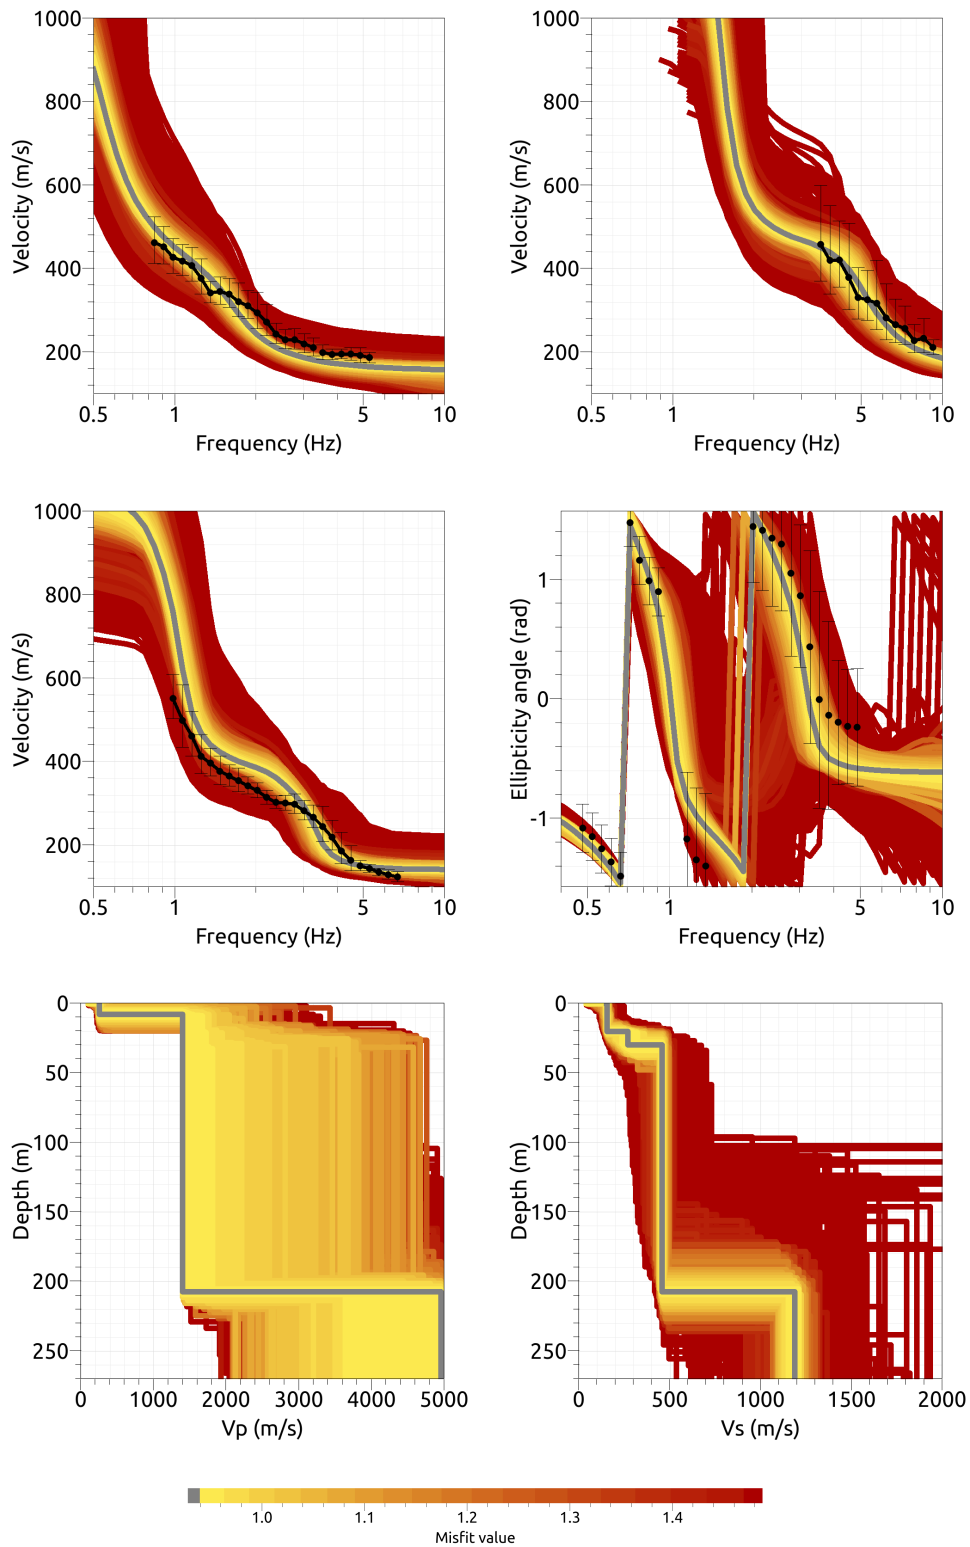 1000
800
600
400
200
Velocity (m/s)
0.5 1 5 10
Frequency (Hz)
1000
800
600
400
200
Velocity (m/s)
0.5 1 5 10
Frequency (Hz)
1000
800
600
400
200
Velocity (m/s)
0.5 1 5 10
Frequency (Hz)
1
0
-1
Ellipticity angle (rad)
0.5 1 5 10
Frequency (Hz)
0
50
100
150
200
250
Depth (m)
0 1000 2000 3000 4000 5000
Vp (m/s)
0
50
100
150
200
250
Depth (m)
0 500 1000 1500 2000
Vs (m/s)
1.0 1.1 1.2 1.3 1.4
Misfit value